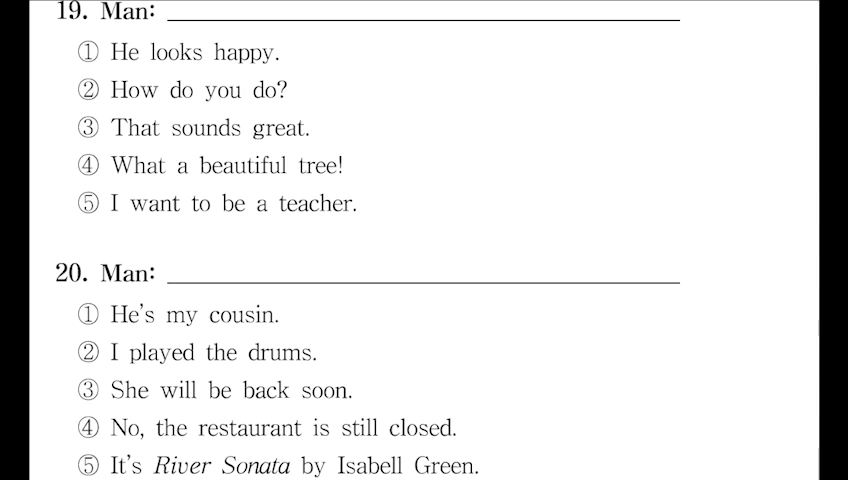 19. Man: 
① He looks happy.
② How do you do?
③ That sounds great.
④ What a beautiful tree!
⑤ I want to be a teacher.
20. Man: 
① He's my cousin.
② I played the drums.
③ She will be back soon.
④ No, the restaurant is still closed.
⑤ It's River Sonata by Isabell Green.